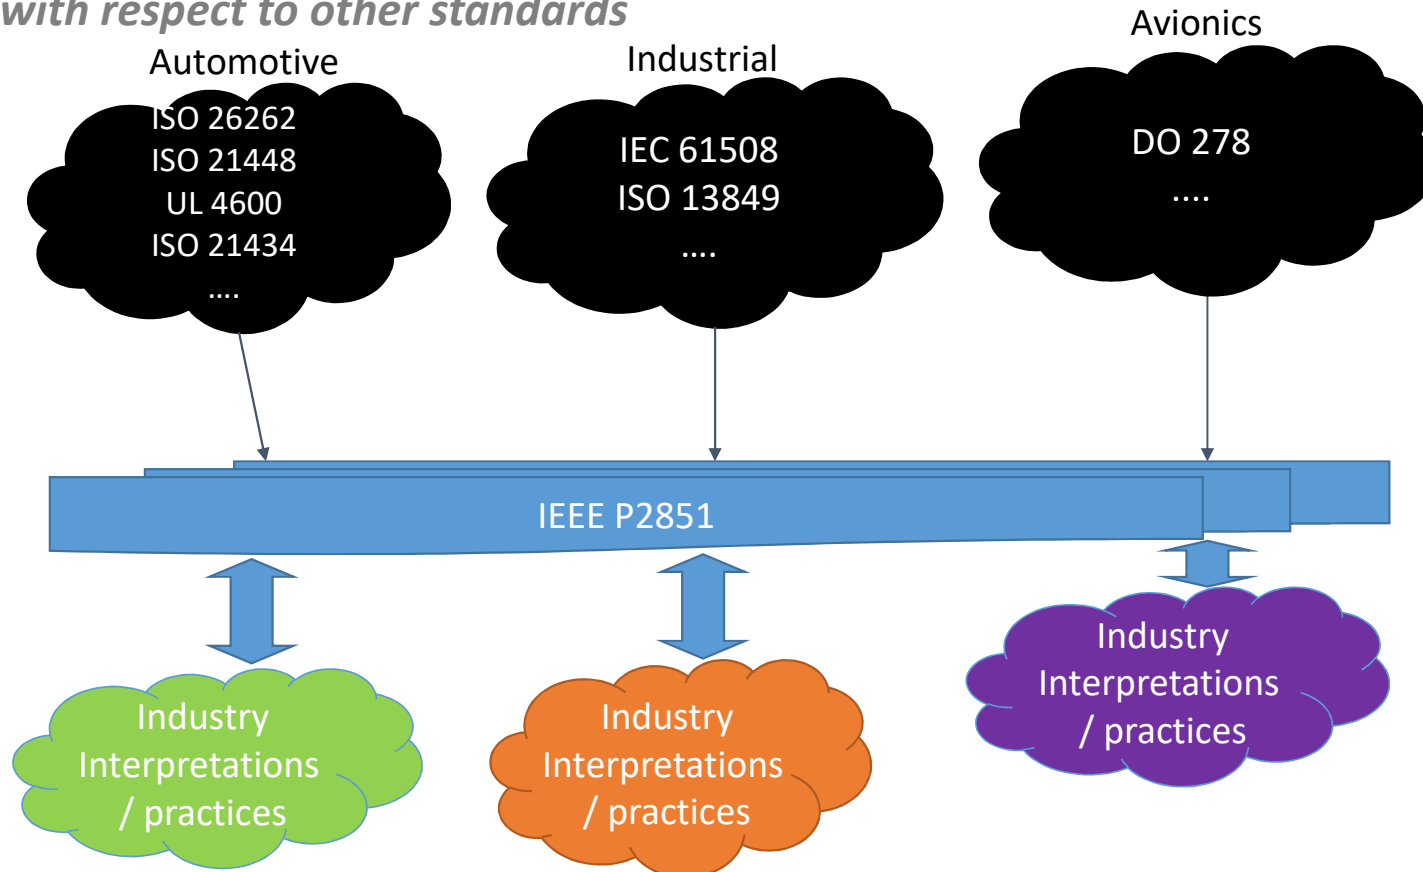 with respect to other standards
Automotive
ISO 26262
ISO 21448
UL 4600
ISO 21434
....
Industrial
IEC 61508
ISO 13849
....
Avionics
DO 278
....
IEEE P2851
Industry
Interpretations
/ practices
Industry
Interpretations
/ practices
Industry
Interpretations
/ practices